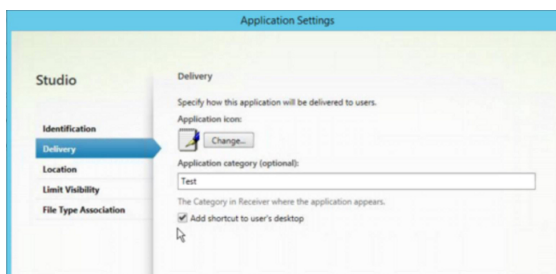 Application Settings
Studio
Identification
Delivery
Location
Limit Visibility
File Type Association
Delivery
Specify how this application will be delivered to users.
Application icon:
Change...
Application category (optional):
Test
The Category in Receiver where the application appears.
Add shortcut to user's desktop